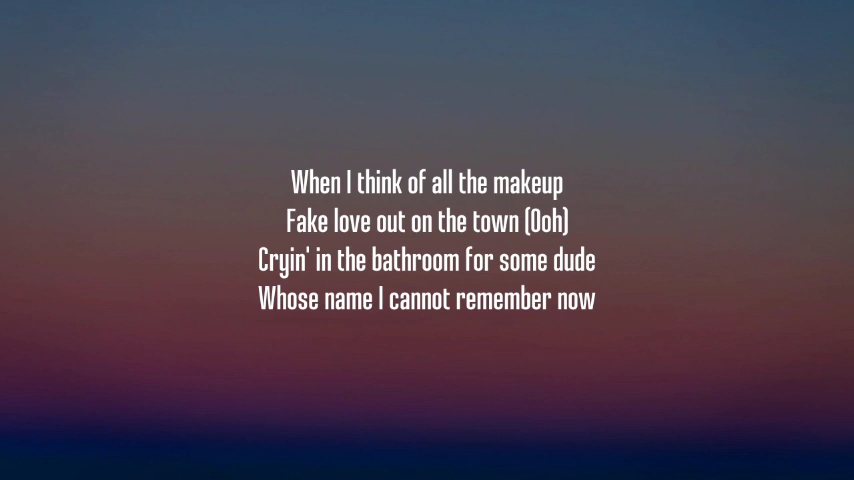 When I think of all the makeup
Fake love out on the town (Ooh)
Cryin' in the bathroom for some dude
Whose name I cannot remember now